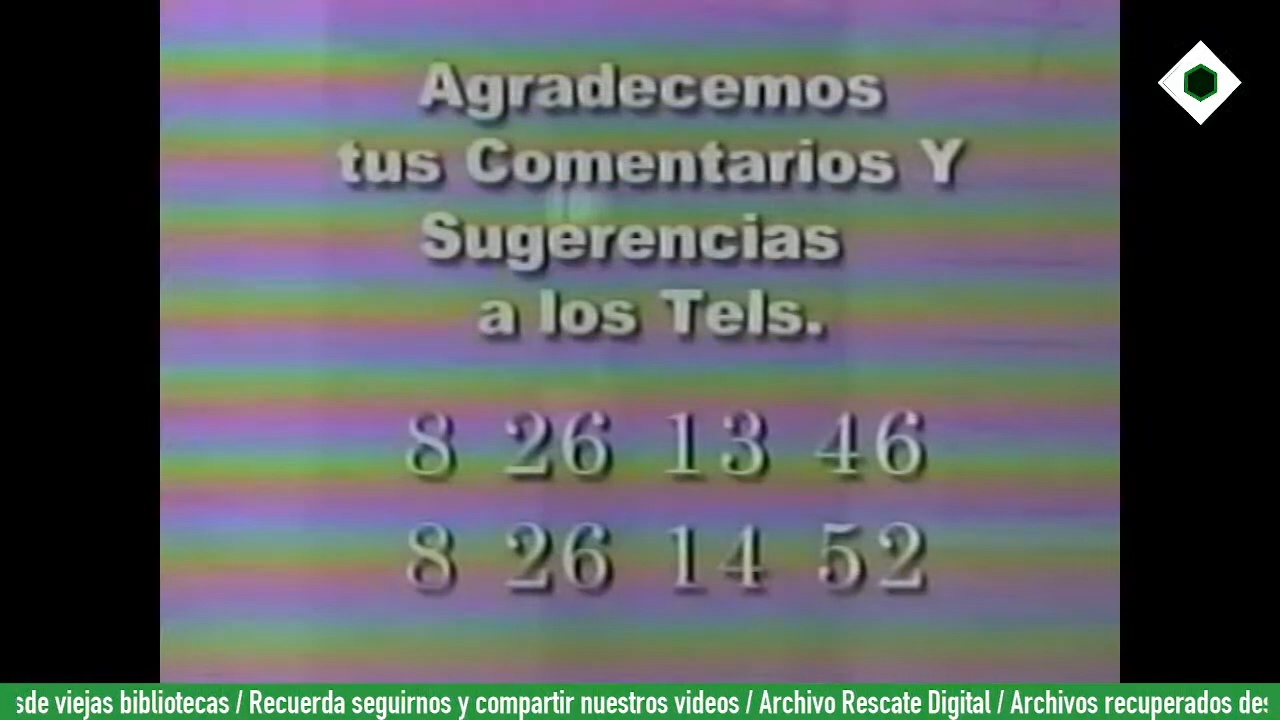 Agradecemos
tus Comentarios Y
Sugerencias
a los Tels.
8 26 13 46
8 26 14 52
sde viejas bibliotecas / Recuerda seguirnos y compartir nuestros videos / Archivo Rescate Digital / Archivos recuperados des